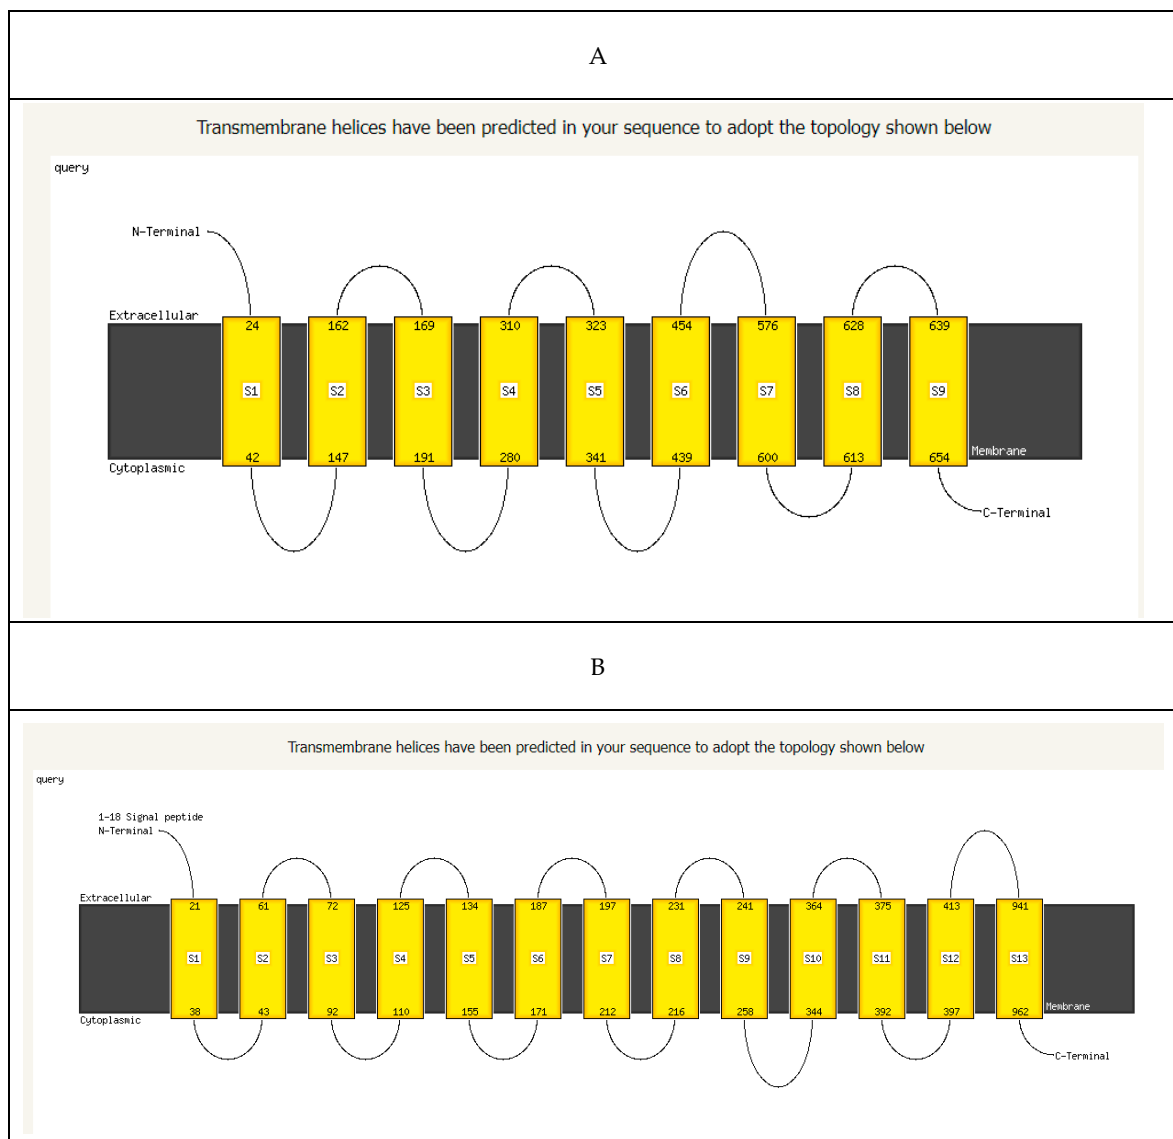 A
Transmembrane helices have been predicted in your sequence to adopt the topology shown below
query
N-Terminal
Extracellular
24 162 169 310 323 454 576 628 639
S1 S2 S3 S4 S5 S6 S7 S8 S9
42 147 191 280 341 439 600 613 654
Membrane
Cytoplasmic
C-Terminal
B
Transmembrane helices have been predicted in your sequence to adopt the topology shown below
query
1-18 Signal peptide
N-Terminal
Extracellular
21 61 72 125 134 187 197 231 241 364 375 413 941
S1 S2 S3 S4 S5 S6 S7 S8 S9 S10 S11 S12 S13
38 43 92 110 155 171 212 216 258 344 392 397 962
Membrane
Cytoplasmic
C-Terminal